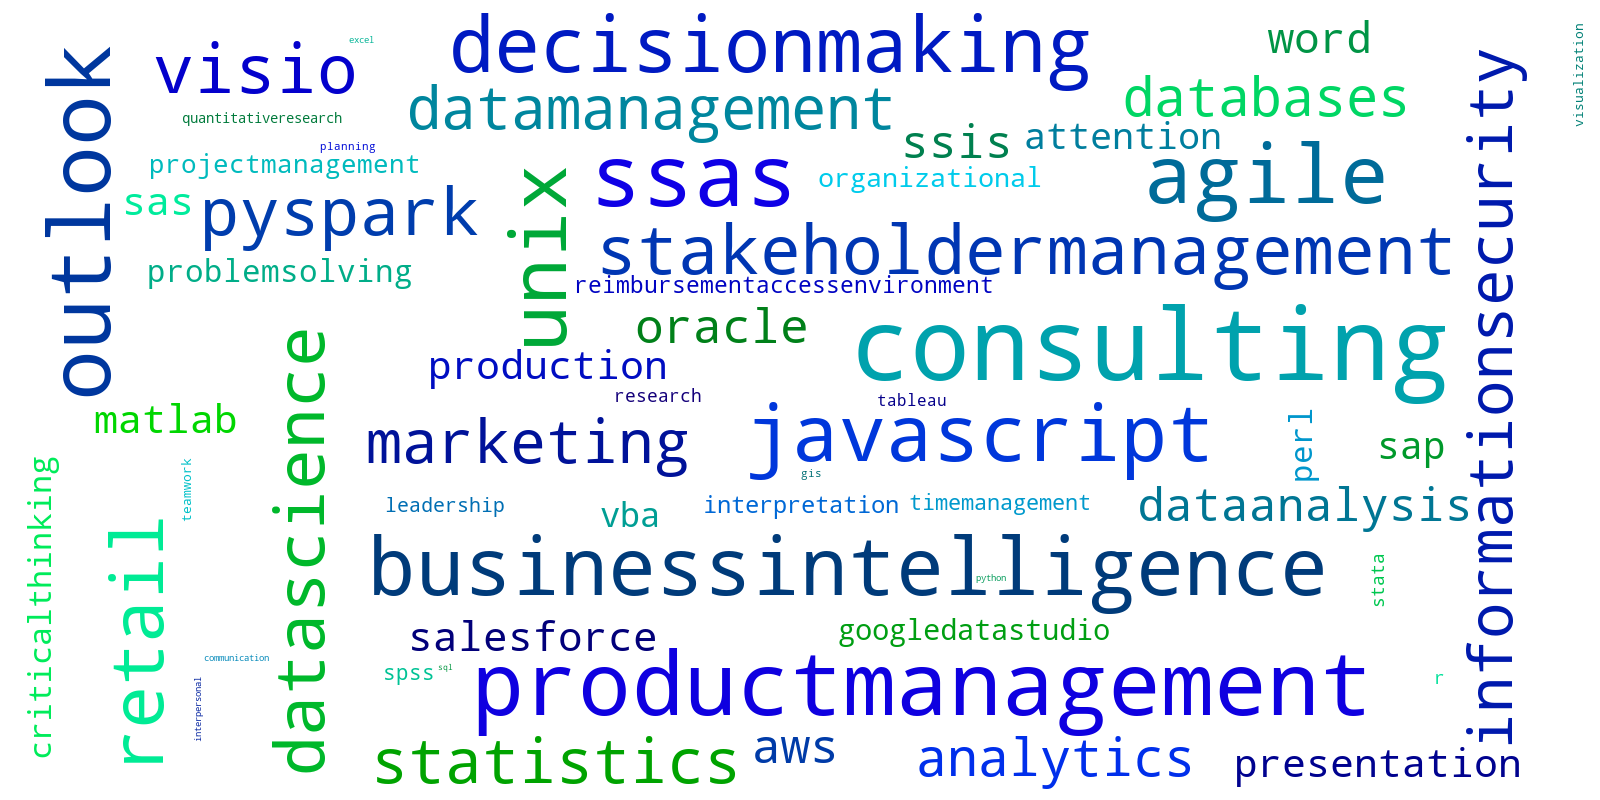 decisionmaking
word
visualization
excel
visio
outlook
databases
datamanagement
quantitativeresearch
informationsecurity
attention
ssis
planning
projectmanagement
ssas
organizational
agile
sas
pyspark
unix
stakeholdermanagement
problemsolving
reimbursementaccessenvironment
oracle
consulting
datascience
production
research
tableau
matlab
marketing
javascript
perl
sap
gis
criticalthinking
teamwork
leadership
vba
interpretation
timemanagement
dataanalysis
retail
businessintelligence
python
stata
salesforce
googledatastudio
communication
spss
sql
productmanagement
r
interpersonal
statistics
aws
analytics
presentation